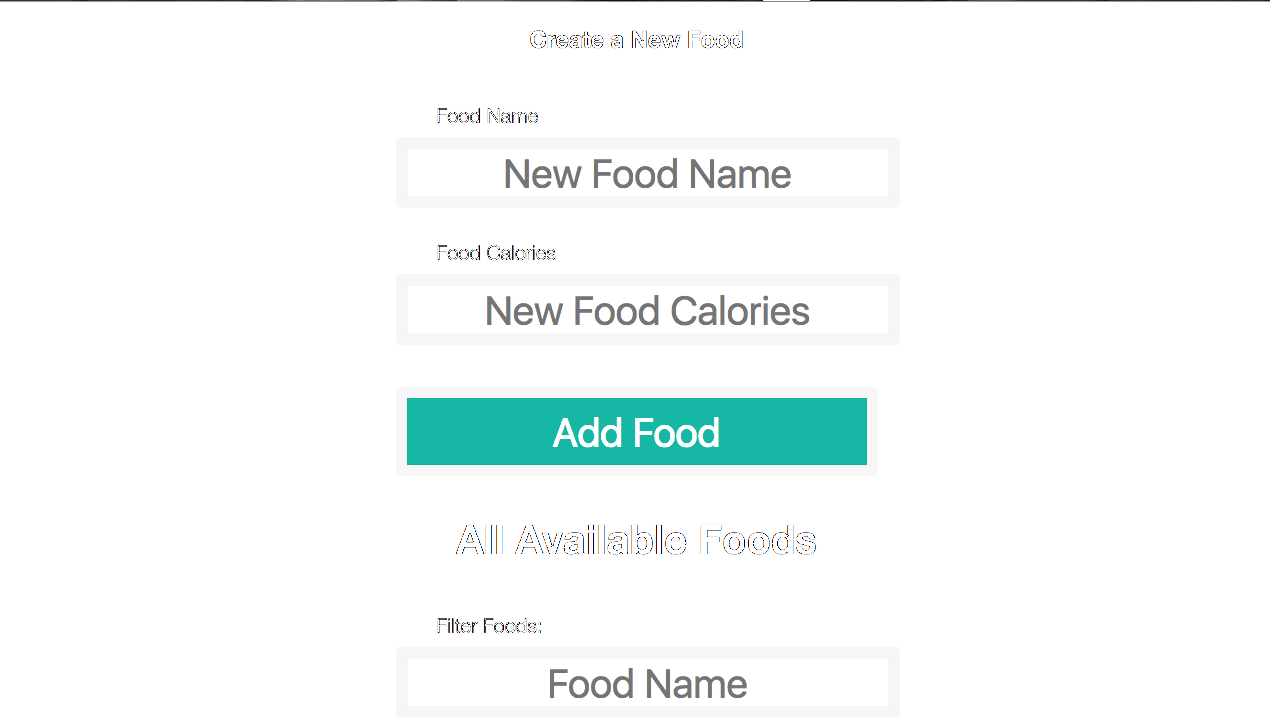 Create a New Food
Food Name
New Food Name
Food Calories
New Food Calories
Add Food
All Available Foods
Filter Foods:
Food Name